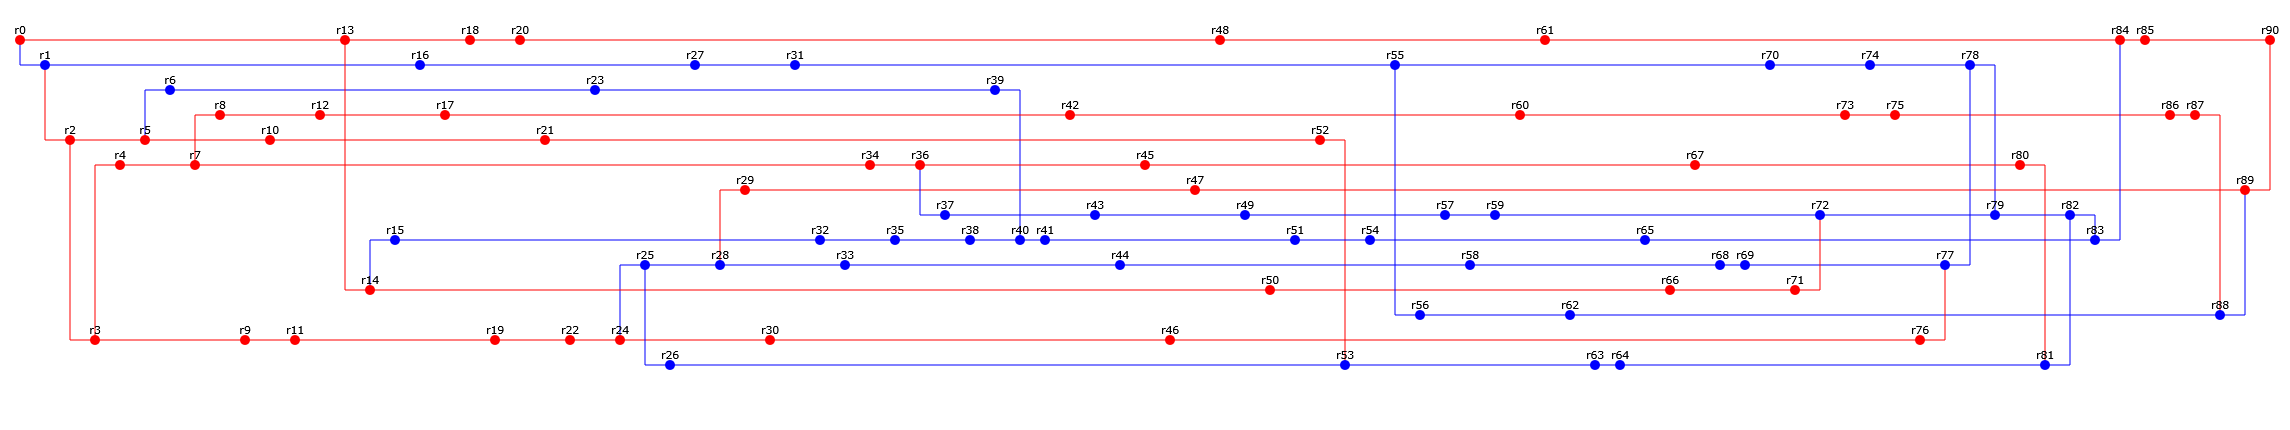 r0 r13 r18 r20 r48 r61 r84 r85 r90
r1 r16 r27 r31 r55 r70 r74 r78
r6 r23 r39
r8 r12 r17 r42 r60 r73 r75 r86 r87
r2 r5 r10 r21 r52
r4 r7 r34 r36 r45 r67 r80
r29 r47 r89
r37 r43 r49 r57 r59 r72 r79 r82
r15 r32 r35 r38 r40 r41 r51 r54 r65 r83
r25 r28 r33 r44 r58 r68 r69 r77
r14 r50 r66 r71
r56 r62 r88
r3 r9 r11 r19 r22 r24 r30 r46 r76
r26 r53 r63 r64 r81